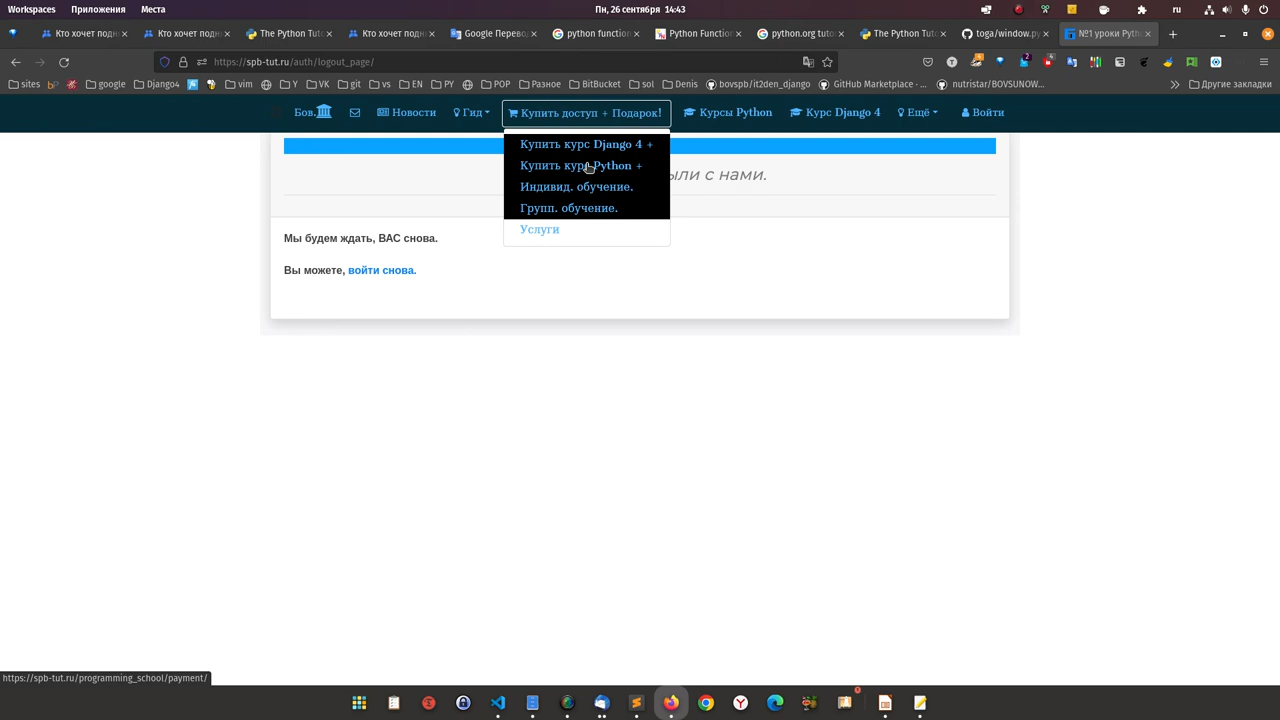 Workspaces Приложения Места Пн, 26 сентября 14:43 ru
Кто хочет подн Кто хочет подн The Python Tut Кто хочет подн Google Перево python function Python Functio python.org tuto The Python Tu toga/window.py №1 уроки Pyth
https://spb-tut.ru/auth/logout_page/
sites google Django4 vim Y VK git vs EN PY POP Разное BitBucket sol Denis bovspb/it2den_django GitHub Marketplace · nutristar/BOVSUNOW... Другие закладки
Бов. Новости Гид Купить доступ + Подарок! Курсы Python Курс Django 4 Ещё Войти
Купить курс Django 4 +
Купить курс Python +
ыли с нами.
Индивид. обучение.
Групп. обучение.
Услуги
Мы будем ждать, ВАС снова.
Вы можете, войти снова.
https://spb-tut.ru/programming_school/payment/